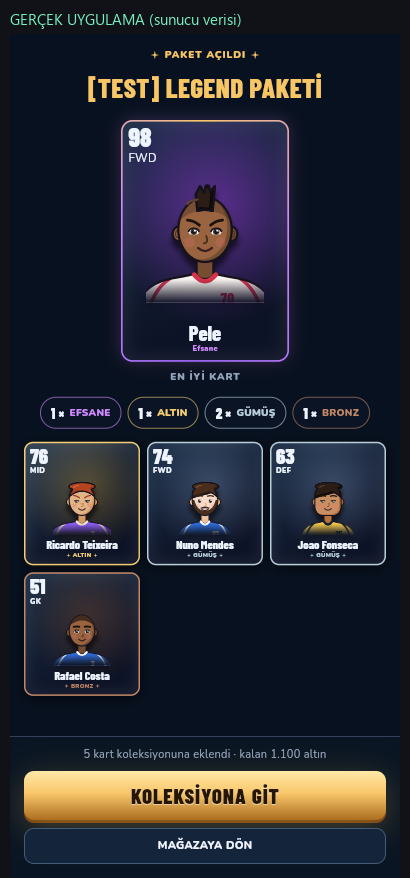 GERÇEK UYGULAMA (sunucu verisi)
+ PAKET AÇILDI +
[TEST] LEGEND PAKETİ
98
FWD
70
Pele
Efsane
EN İYİ KART
1 × EFSANE
1 × ALTIN
2 × GÜMÜŞ
1 × BRONZ
76
MID
Ricardo Teixeira
+ ALTIN +
74
FWD
Nuno Mendes
+ GÜMÜŞ +
63
DEF
Joao Fonseca
+ GÜMÜŞ +
51
GK
Rafael Costa
+ BRONZ +
5 kart koleksiyonuna eklendi · kalan 1.100 altın
KOLEKSİYONA GİT
MAĞAZAYA DÖN